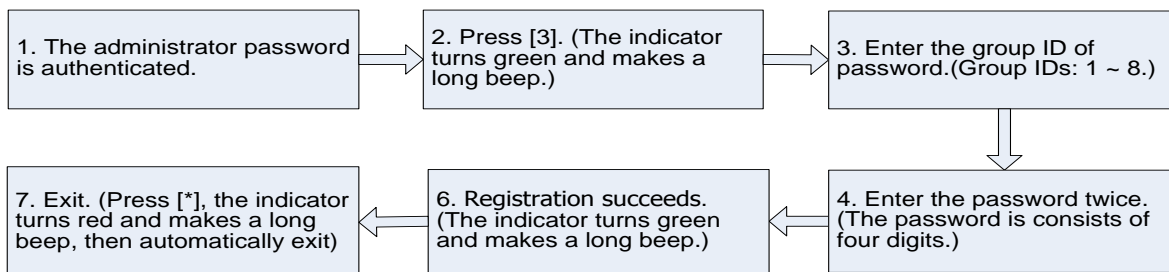 1. The administrator password
is authenticated.
2. Press [3]. (The indicator
turns green and makes a
long beep.)
3. Enter the group ID of
password.(Group IDs: 1 ~ 8.)
4. Enter the password twice.
(The password is consists of
four digits.)
6. Registration succeeds.
(The indicator turns green
and makes a long beep.)
7. Exit. (Press [*], the indicator
turns red and makes a long
beep, then automatically exit)